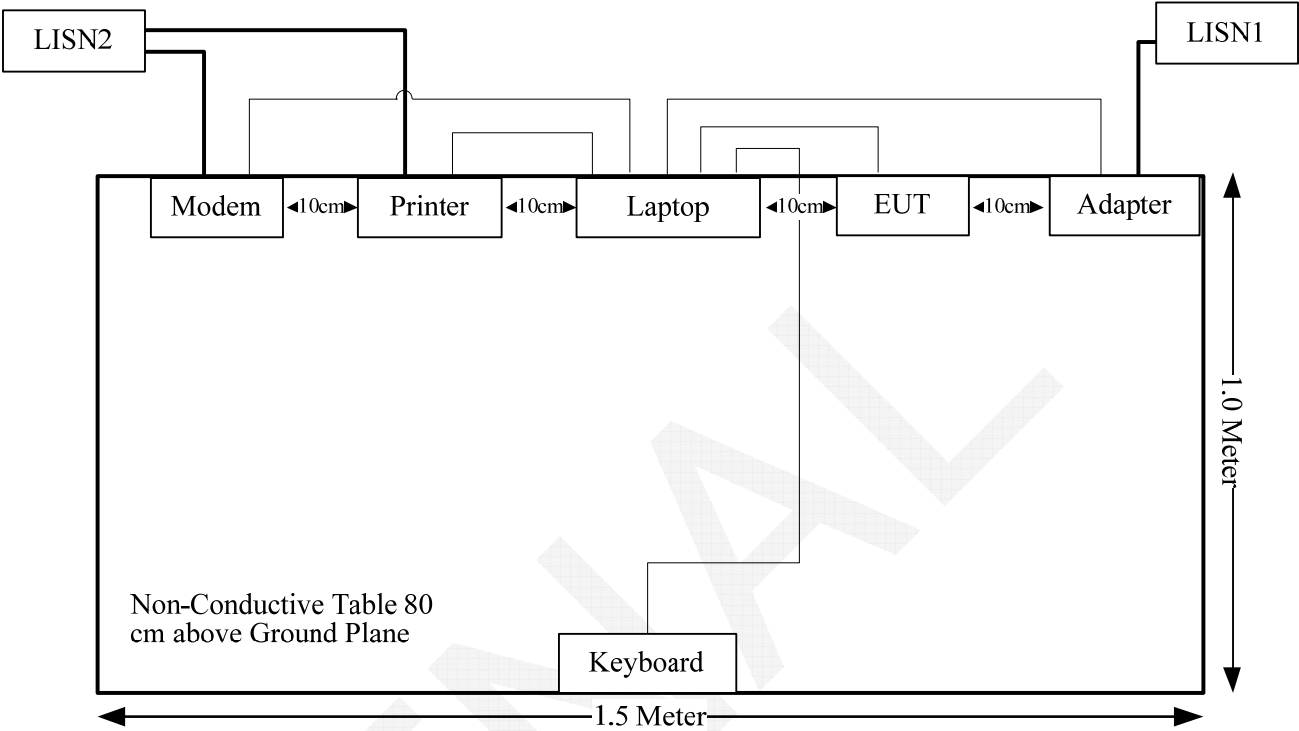 LISN2
LISN1
Modem
10cm
Printer
10cm
Laptop
10cm
EUT
10cm
Adapter
1.0 Meter
Non-Conductive Table 80
cm above Ground Plane
Keyboard
1.5 Meter